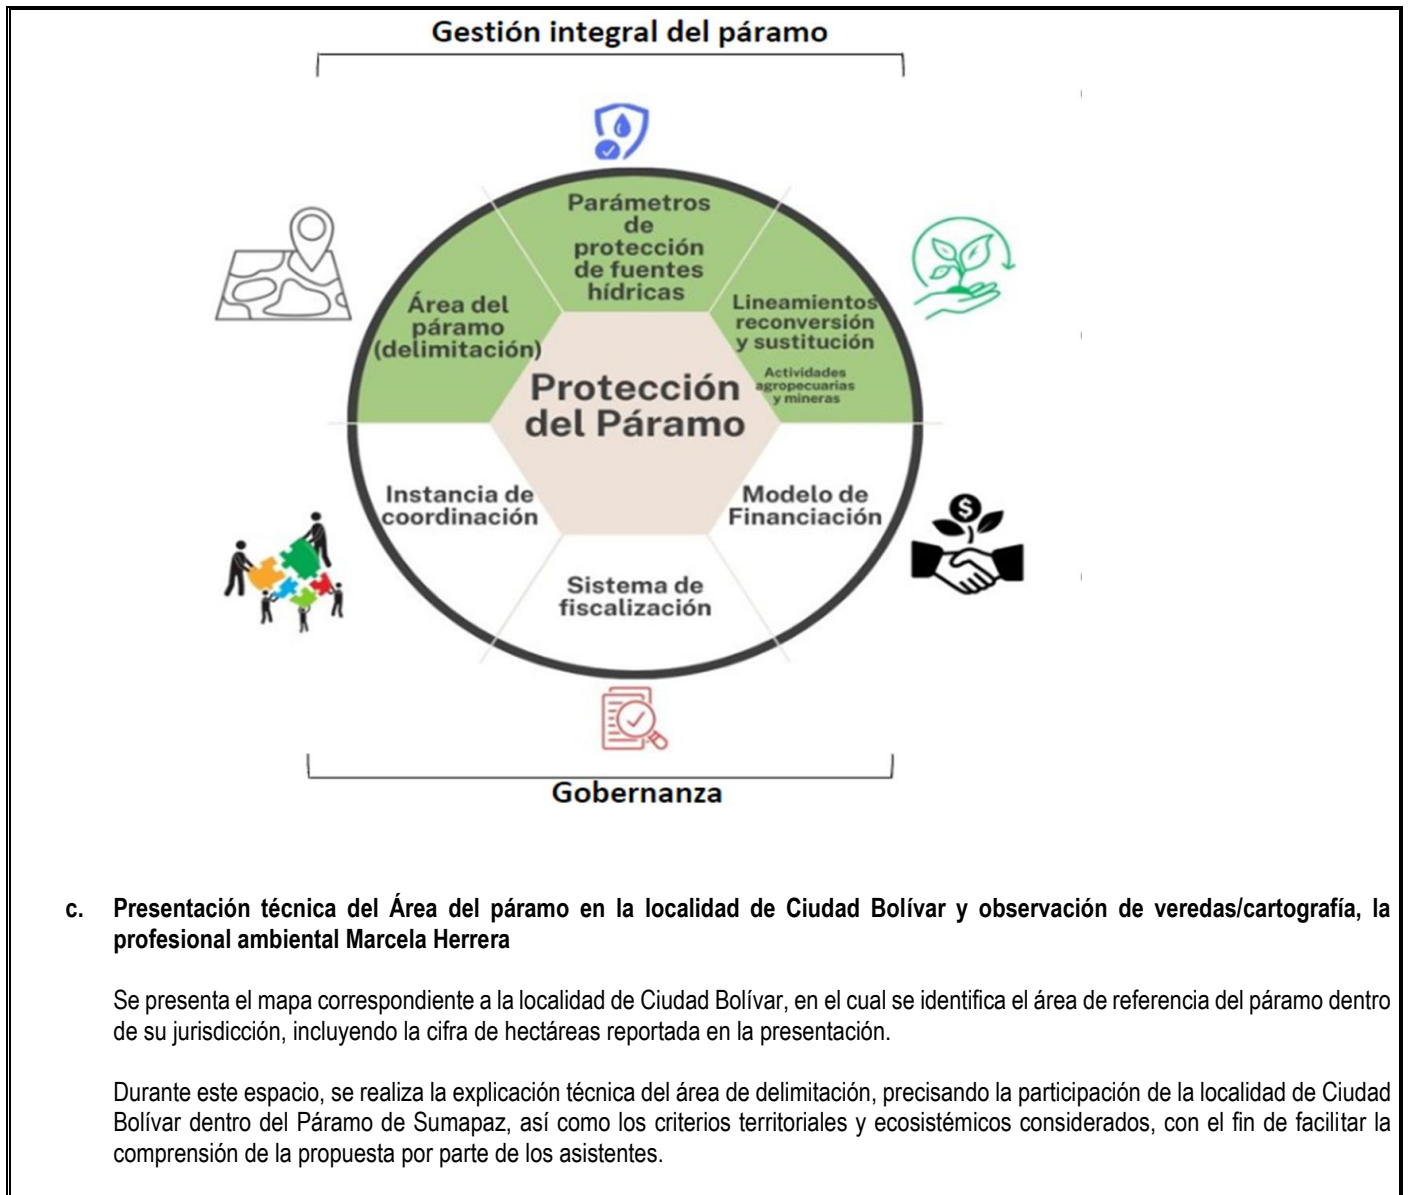 Gestión integral del páramo
Parámetros
de
protección
de fuentes
hídricas
Área del
páramo
(delimitación)
Lineamientos
reconversión
y sustitución
Actividades
agropecuarias
y mineras
Protección
del Páramo
Instancia de
coordinación
Modelo de
Financiación
$
Sistema de
fiscalización
Gobernanza
c. Presentación técnica del Área del páramo en la localidad de Ciudad Bolívar y observación de veredas/cartografía, la
profesional ambiental Marcela Herrera
Se presenta el mapa correspondiente a la localidad de Ciudad Bolívar, en el cual se identifica el área de referencia del páramo dentro
de su jurisdicción, incluyendo la cifra de hectáreas reportada en la presentación.
Durante este espacio, se realiza la explicación técnica del área de delimitación, precisando la participación de la localidad de Ciudad
Bolívar dentro del Páramo de Sumapaz, así como los criterios territoriales y ecosistémicos considerados, con el fin de facilitar la
comprensión de la propuesta por parte de los asistentes.